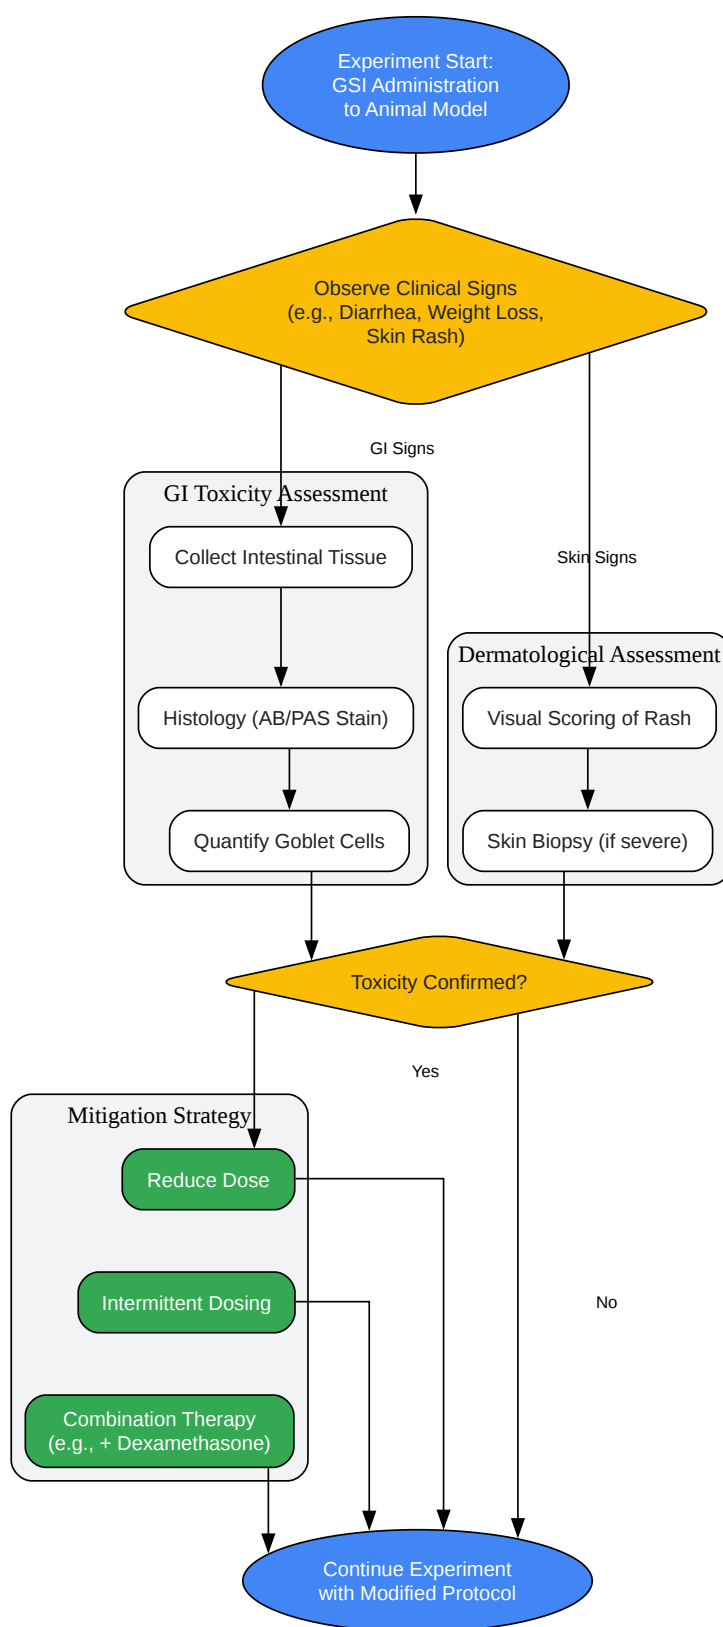 Experiment Start:
GSI Administration
to Animal Model
Observe Clinical Signs
(e.g., Diarrhea, Weight Loss,
Skin Rash)
GI Signs
GI Toxicity Assessment
Collect Intestinal Tissue
Skin Signs
Dermatological Assessment
Histology (AB/PAS Stain)
Visual Scoring of Rash
Quantify Goblet Cells
Skin Biopsy (if severe)
Toxicity Confirmed?
Yes
Mitigation Strategy
Reduce Dose
Intermittent Dosing
No
Combination Therapy
(e.g., + Dexamethasone)
Continue Experiment
with Modified Protocol